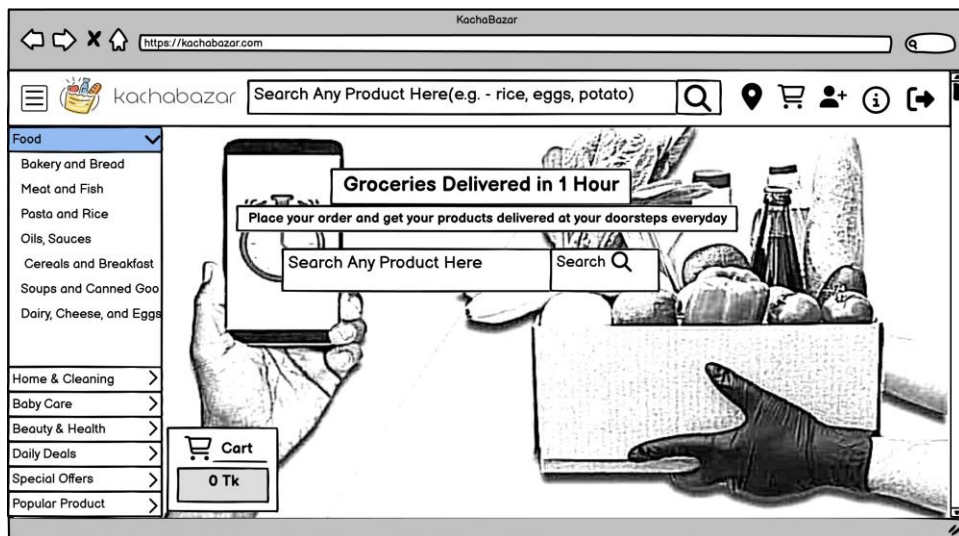 KachaBazar
https://kachabazar.com
kachabazar
Search Any Product Here(e.g. - rice, eggs, potato)
Food
Bakery and Bread
Meat and Fish
Pasta and Rice
Oils, Sauces
Cereals and Breakfast
Soups and Canned Goo
Dairy, Cheese, and Eggs
Home & Cleaning
Baby Care
Beauty & Health
Daily Deals
Special Offers
Popular Product
Groceries Delivered in 1 Hour
Place your order and get your products delivered at your doorsteps everyday
Search Any Product Here
Search
Cart
0 Tk